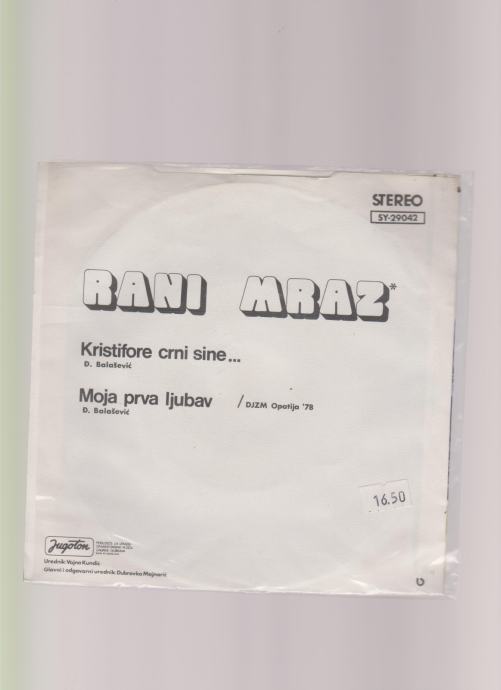 STEREO
SY-29042
RANI MRAZ*
Kristifore crni sine...
Đ. Balašević
Moja prva ljubav / DJZM Opatija '78
Đ. Balašević
16.50
Jugoton
Urednik: Vojno Kundić
Glavni i odgovorni urednik: Dubravko Majnarić